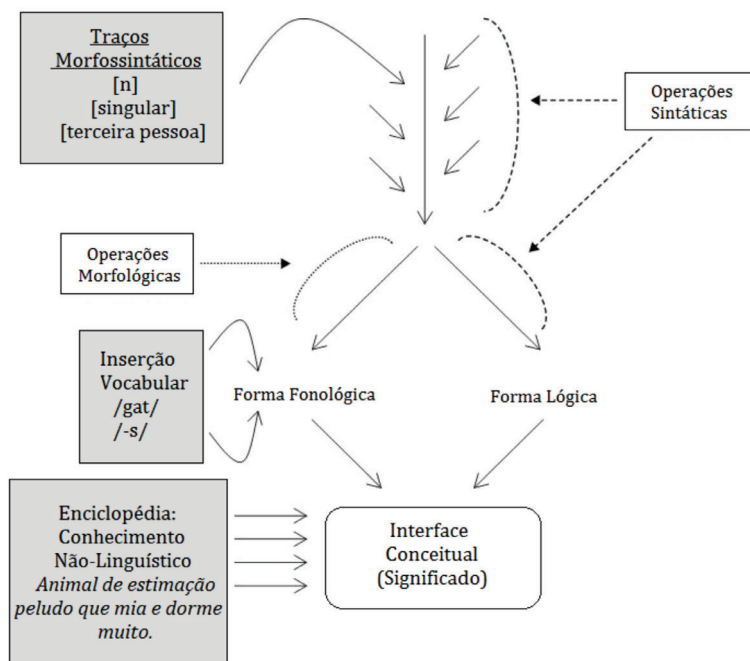 Traços
Morfossintáticos
[n]
[singular]
[terceira pessoa]
Operações
Sintáticas
Operações
Morfológicas
Inserção
Vocabular
/gat/
/-s/
Forma Fonológica
Forma Lógica
Enciclopédia:
Conhecimento
Não-Linguístico
Animal de estimação
peludo que mia e dorme
muito.
Interface
Conceitual
(Significado)